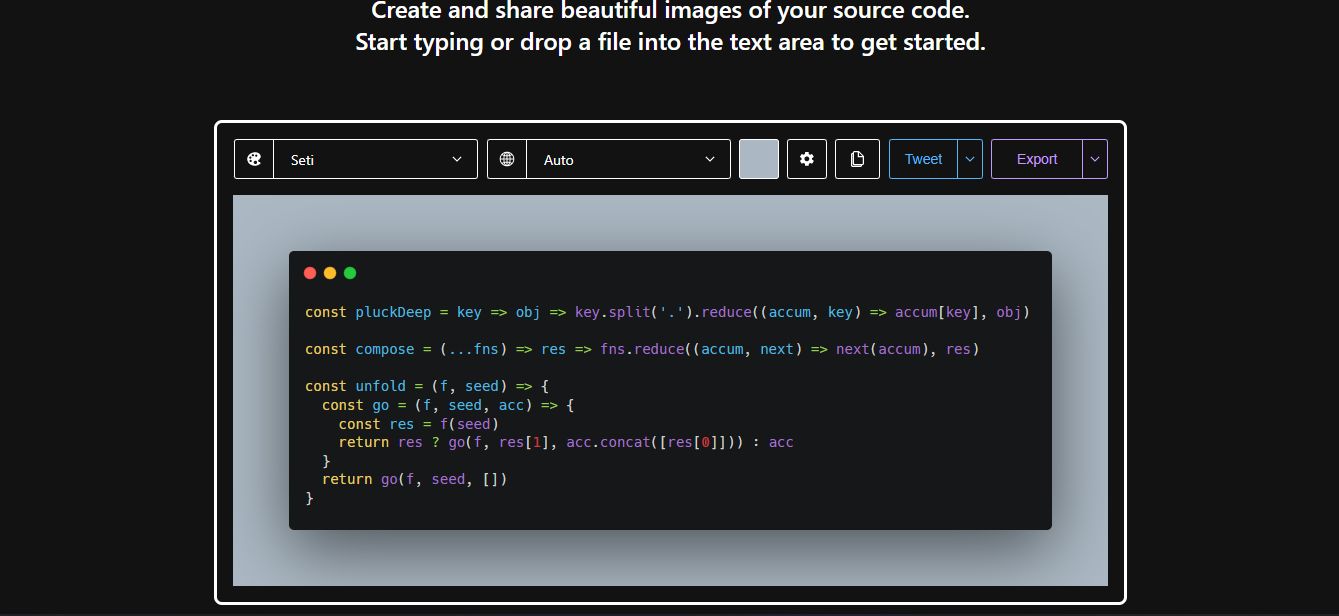 Create and share beautiful images of your source code.
Start typing or drop a file into the text area to get started.
Seti Auto Tweet Export
const pluckDeep = key => obj => key.split('.').reduce((accum, key) => accum[key], obj)
const compose = (...fns) => res => fns.reduce((accum, next) => next(accum), res)
const unfold = (f, seed) => {
  const go = (f, seed, acc) => {
    const res = f(seed)
    return res ? go(f, res[1], acc.concat([res[0]])) : acc
  }
  return go(f, seed, [])
}